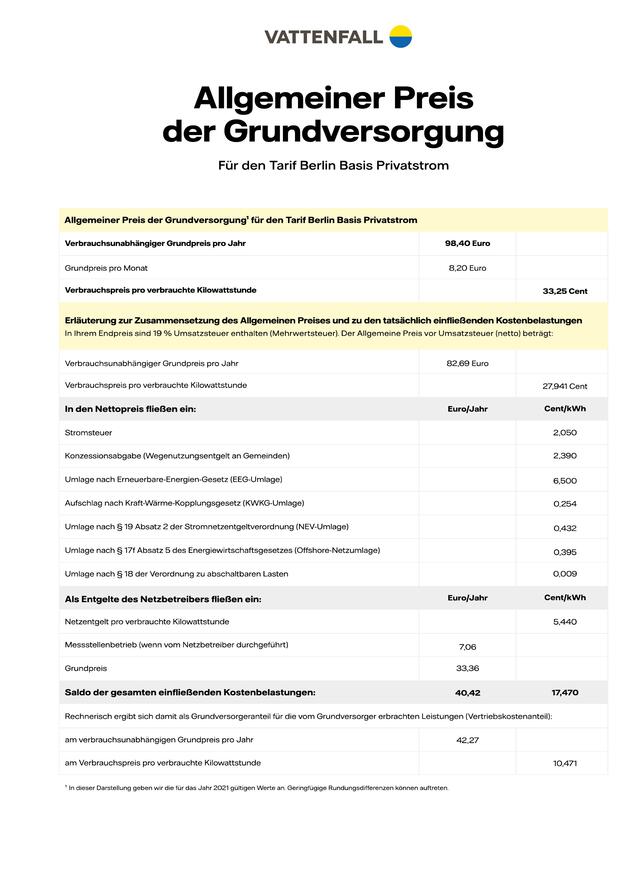 VATTENFALL
Allgemeiner Preis
der Grundversorgung
Für den Tarif Berlin Basis Privatstrom
Allgemeiner Preis der Grundversorgung¹ für den Tarif Berlin Basis Privatstrom
Verbrauchsunabhängiger Grundpreis pro Jahr 98,40 Euro
Grundpreis pro Monat 8,20 Euro
Verbrauchspreis pro verbrauchte Kilowattstunde 33,25 Cent
Erläuterung zur Zusammensetzung des Allgemeinen Preises und zu den tatsächlich einfließenden Kostenbelastungen
In Ihrem Endpreis sind 19 % Umsatzsteuer enthalten (Mehrwertsteuer). Der Allgemeine Preis vor Umsatzsteuer (netto) beträgt:
Verbrauchsunabhängiger Grundpreis pro Jahr 82,69 Euro
Verbrauchspreis pro verbrauchte Kilowattstunde 27,941 Cent
In den Nettopreis fließen ein: Euro/Jahr Cent/kWh
Stromsteuer 2,050
Konzessionsabgabe (Wegenutzungsentgelt an Gemeinden) 2,390
Umlage nach Erneuerbare-Energien-Gesetz (EEG-Umlage) 6,500
Aufschlag nach Kraft-Wärme-Kopplungsgesetz (KWKG-Umlage) 0,254
Umlage nach § 19 Absatz 2 der Stromnetzentgeltverordnung (NEV-Umlage) 0,432
Umlage nach § 17f Absatz 5 des Energiewirtschaftsgesetzes (Offshore-Netzumlage) 0,395
Umlage nach § 18 der Verordnung zu abschaltbaren Lasten 0,009
Als Entgelte des Netzbetreibers fließen ein: Euro/Jahr Cent/kWh
Netzentgelt pro verbrauchte Kilowattstunde 5,440
Messstellenbetrieb (wenn vom Netzbetreiber durchgeführt) 7,06
Grundpreis 33,36
Saldo der gesamten einfließenden Kostenbelastungen: 40,42 17,470
Rechnerisch ergibt sich damit als Grundversorgeranteil für die vom Grundversorger erbrachten Leistungen (Vertriebskostenanteil):
am verbrauchsunabhängigen Grundpreis pro Jahr 42,27
am Verbrauchspreis pro verbrauchte Kilowattstunde 10,471
¹ In dieser Darstellung geben wir die für das Jahr 2021 gültigen Werte an. Geringfügige Rundungsdifferenzen können auftreten.